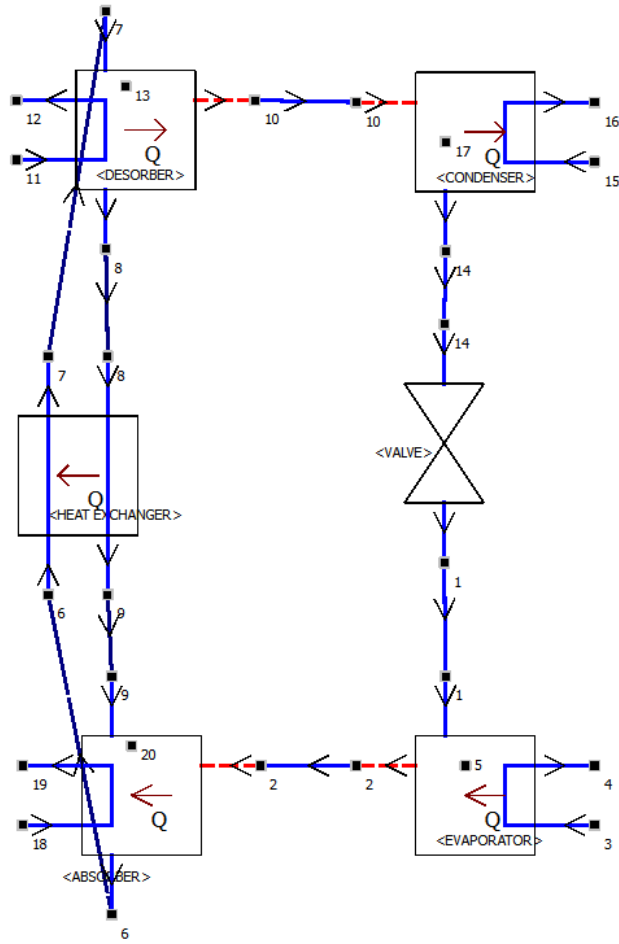 7
12
13
10
10
16
Q
17
Q
11
<DESORBER>
<CONDENSER>
15
8
14
14
7
8
<VALVE>
Q
<HEAT EXCHANGER>
1
6
9
9
1
20
19
2
2
5
4
Q
Q
18
<EVAPORATOR>
3
<ABSORBER>
6